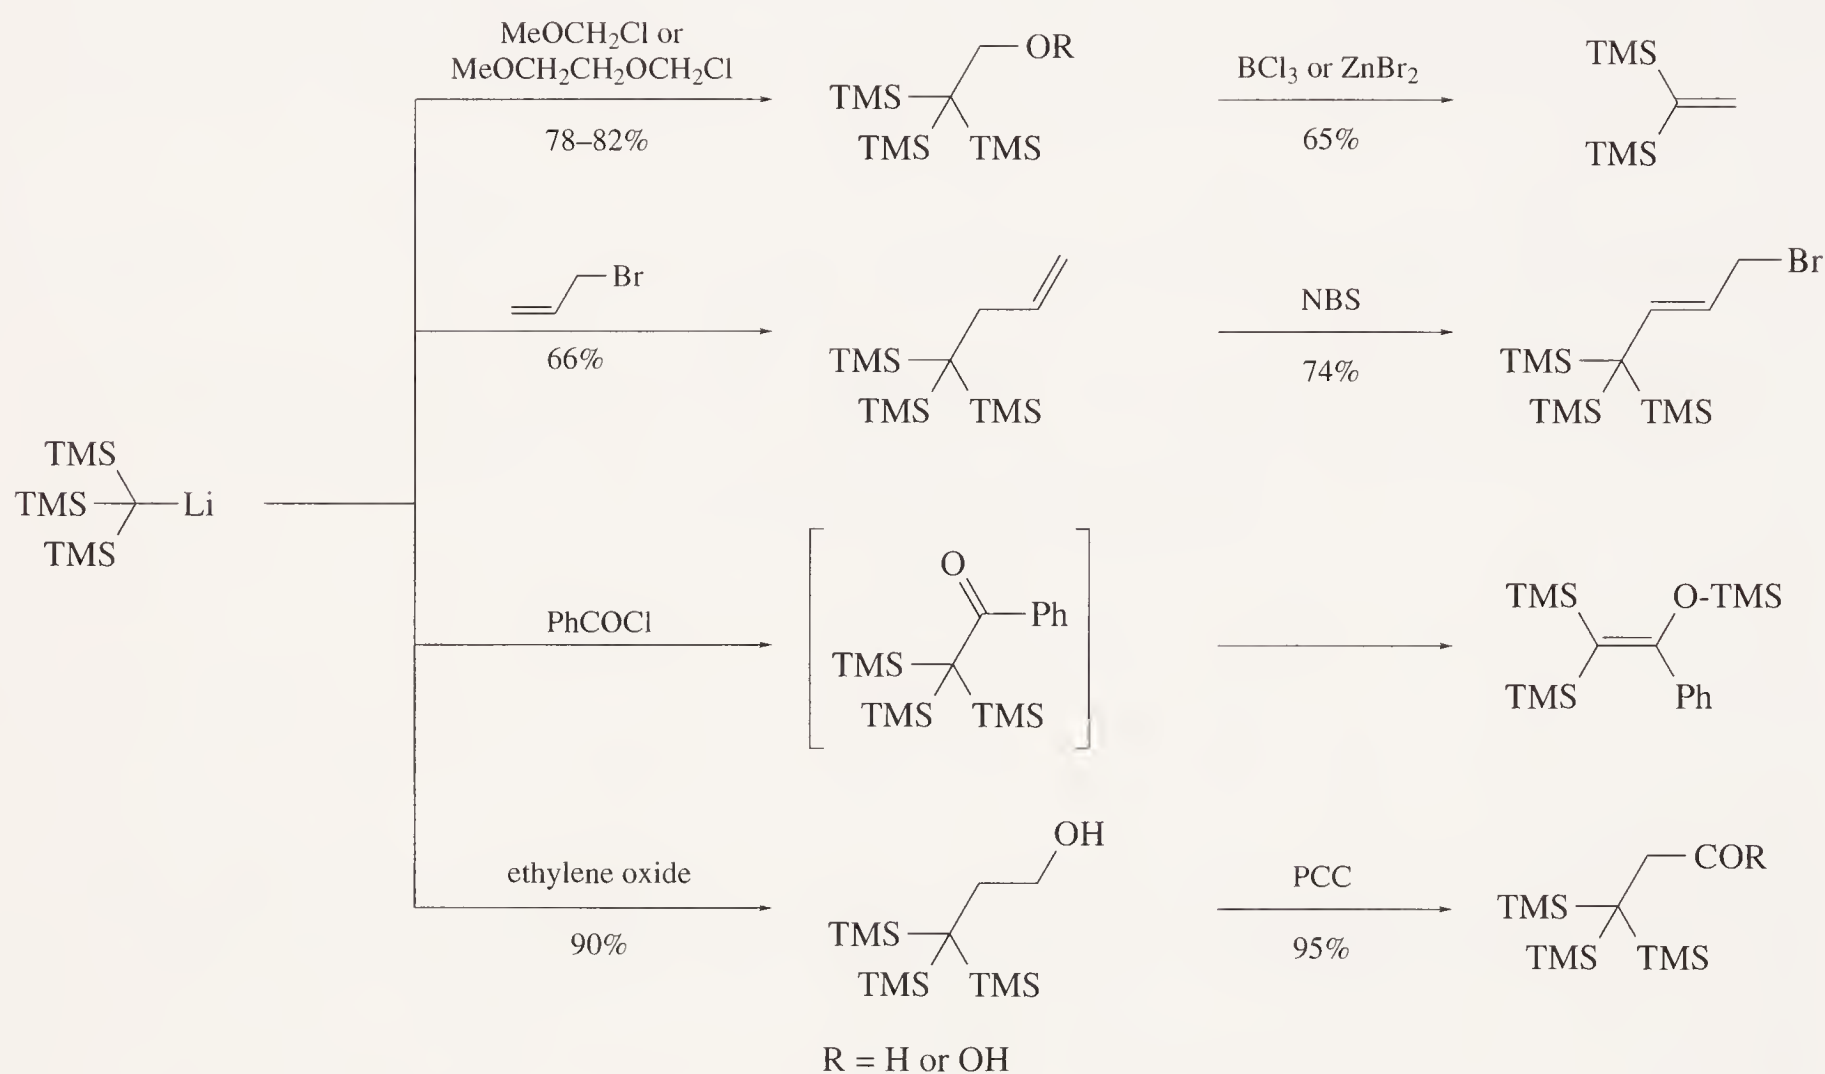 MeOCH₂Cl or
MeOCH₂CH₂OCH₂Cl
78–82%
OR
TMS
TMS TMS
BCl₃ or ZnBr₂
65%
TMS
TMS
Br
66%
TMS
TMS TMS
NBS
74%
Br
TMS
TMS TMS
TMS
TMS Li
TMS
PhCOCl
O
Ph
TMS
TMS TMS
TMS O-TMS
TMS Ph
ethylene oxide
90%
OH
TMS
TMS TMS
PCC
95%
COR
TMS
TMS TMS
R = H or OH